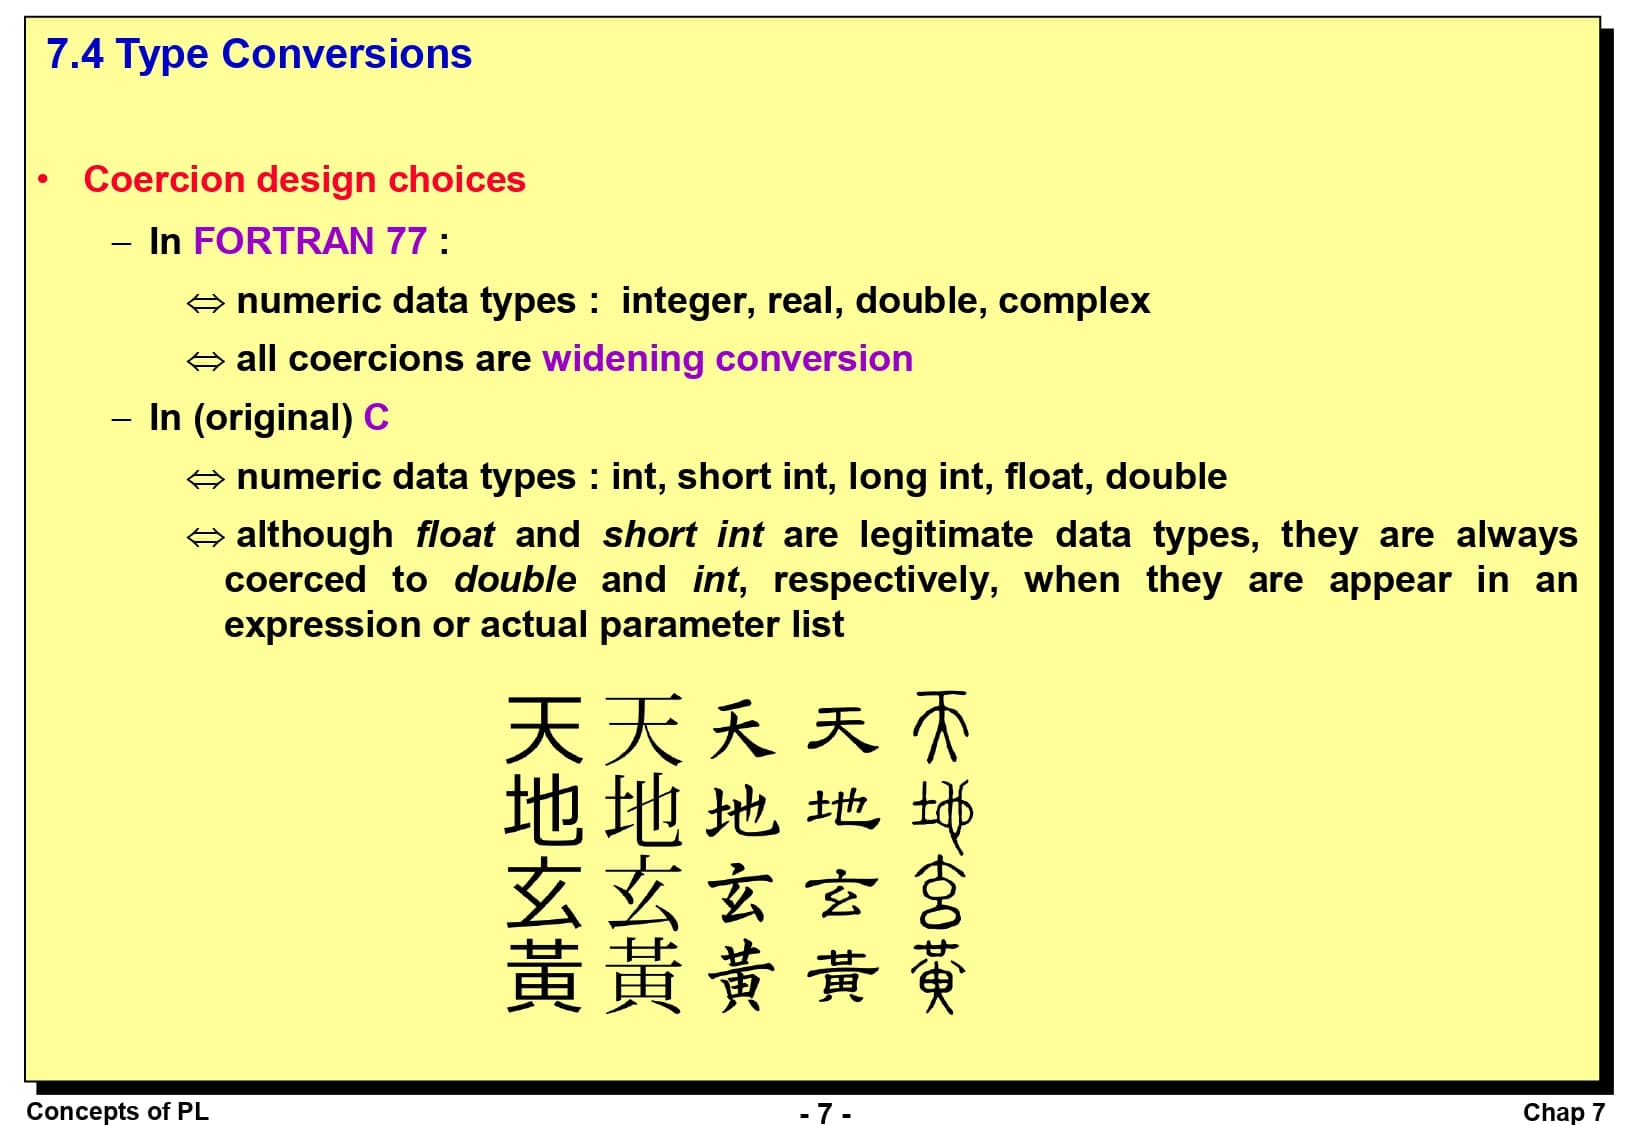 7.4 Type Conversions
• Coercion design choices
– In FORTRAN 77 :
⇔ numeric data types :  integer, real, double, complex
⇔ all coercions are widening conversion
– In (original) C
⇔ numeric data types : int, short int, long int, float, double
⇔ although float and short int are legitimate data types, they are always
coerced to double and int, respectively, when they are appear in an
expression or actual parameter list
天 天 天 天 天
地 地 地 地 地
玄 玄 玄 玄 玄
黃 黃 黃 黃 黃
Concepts of PL
- 7 -
Chap 7